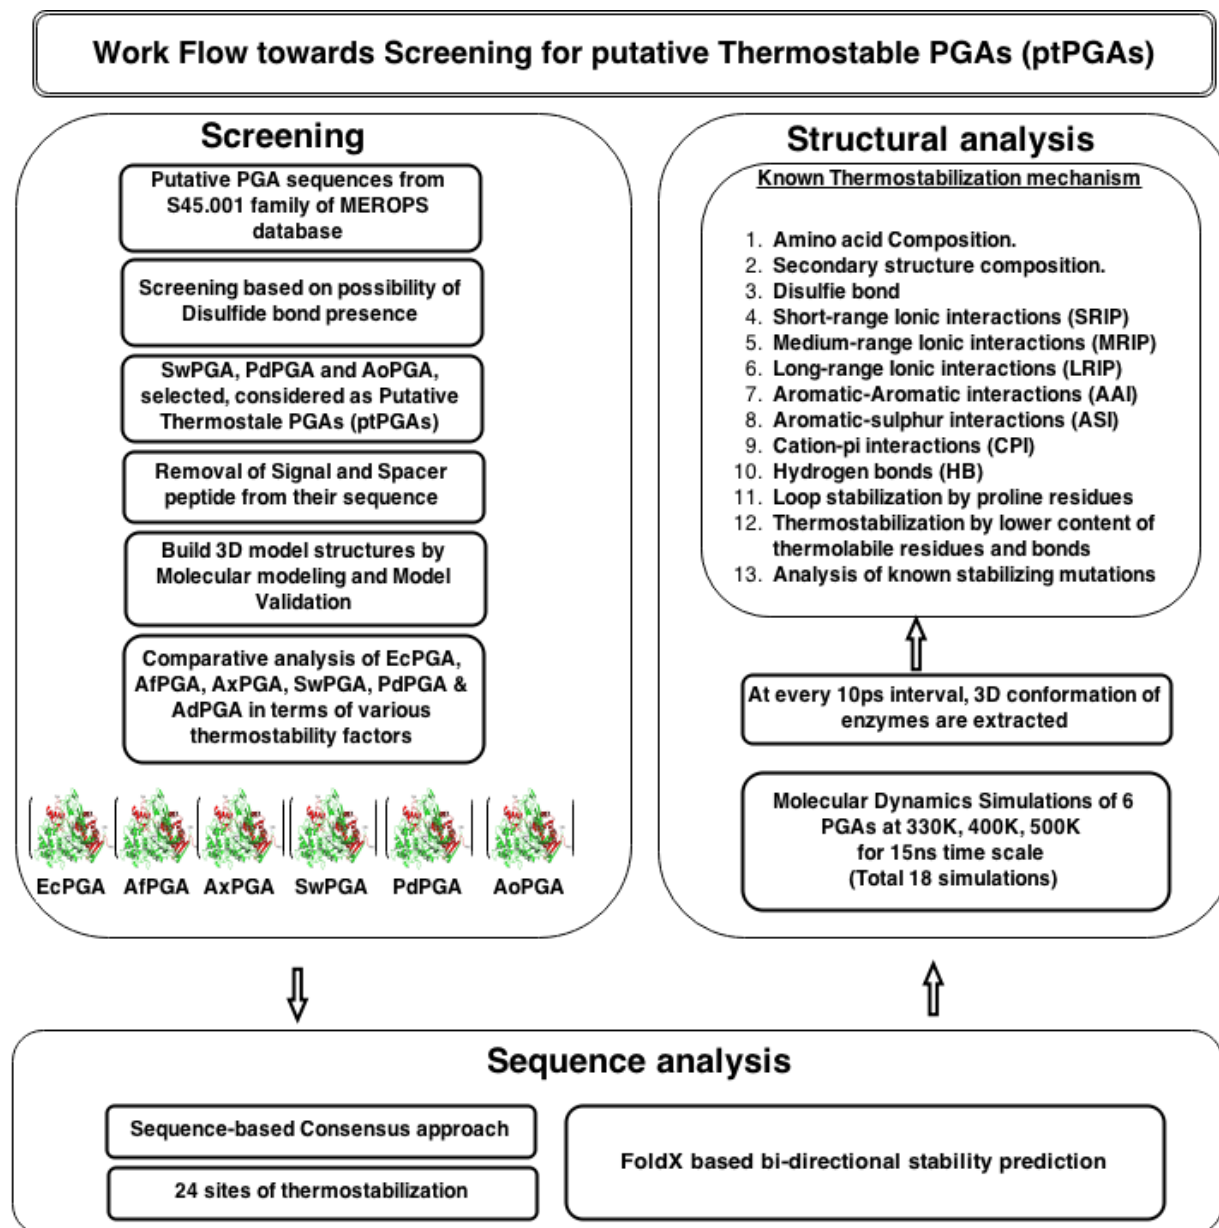 Work Flow towards Screening for putative Thermostable PGAs (ptPGAs)
Screening
Putative PGA sequences from
S45.001 family of MEROPS
database
Screening based on possibility of
Disulfide bond presence
SwPGA, PdPGA and AoPGA,
selected, considered as Putative
Thermostale PGAs (ptPGAs)
Removal of Signal and Spacer
peptide from their sequence
Build 3D model structures by
Molecular modeling and Model
Validation
Comparative analysis of EcPGA,
AfPGA, AxPGA, SwPGA, PdPGA &
AdPGA in terms of various
thermostability factors
EcPGA AfPGA AxPGA SwPGA PdPGA AoPGA
Structural analysis
Known Thermostabilization mechanism
1. Amino acid Composition.
2. Secondary structure composition.
3. Disulfie bond
4. Short-range Ionic interactions (SRIP)
5. Medium-range Ionic interactions (MRIP)
6. Long-range Ionic interactions (LRIP)
7. Aromatic-Aromatic interactions (AAI)
8. Aromatic-sulphur interactions (ASI)
9. Cation-pi interactions (CPI)
10. Hydrogen bonds (HB)
11. Loop stabilization by proline residues
12. Thermostabilization by lower content of
thermolabile residues and bonds
13. Analysis of known stabilizing mutations
At every 10ps interval, 3D conformation of
enzymes are extracted
Molecular Dynamics Simulations of 6
PGAs at 330K, 400K, 500K
for 15ns time scale
(Total 18 simulations)
Sequence analysis
Sequence-based Consensus approach
24 sites of thermostabilization
FoldX based bi-directional stability prediction